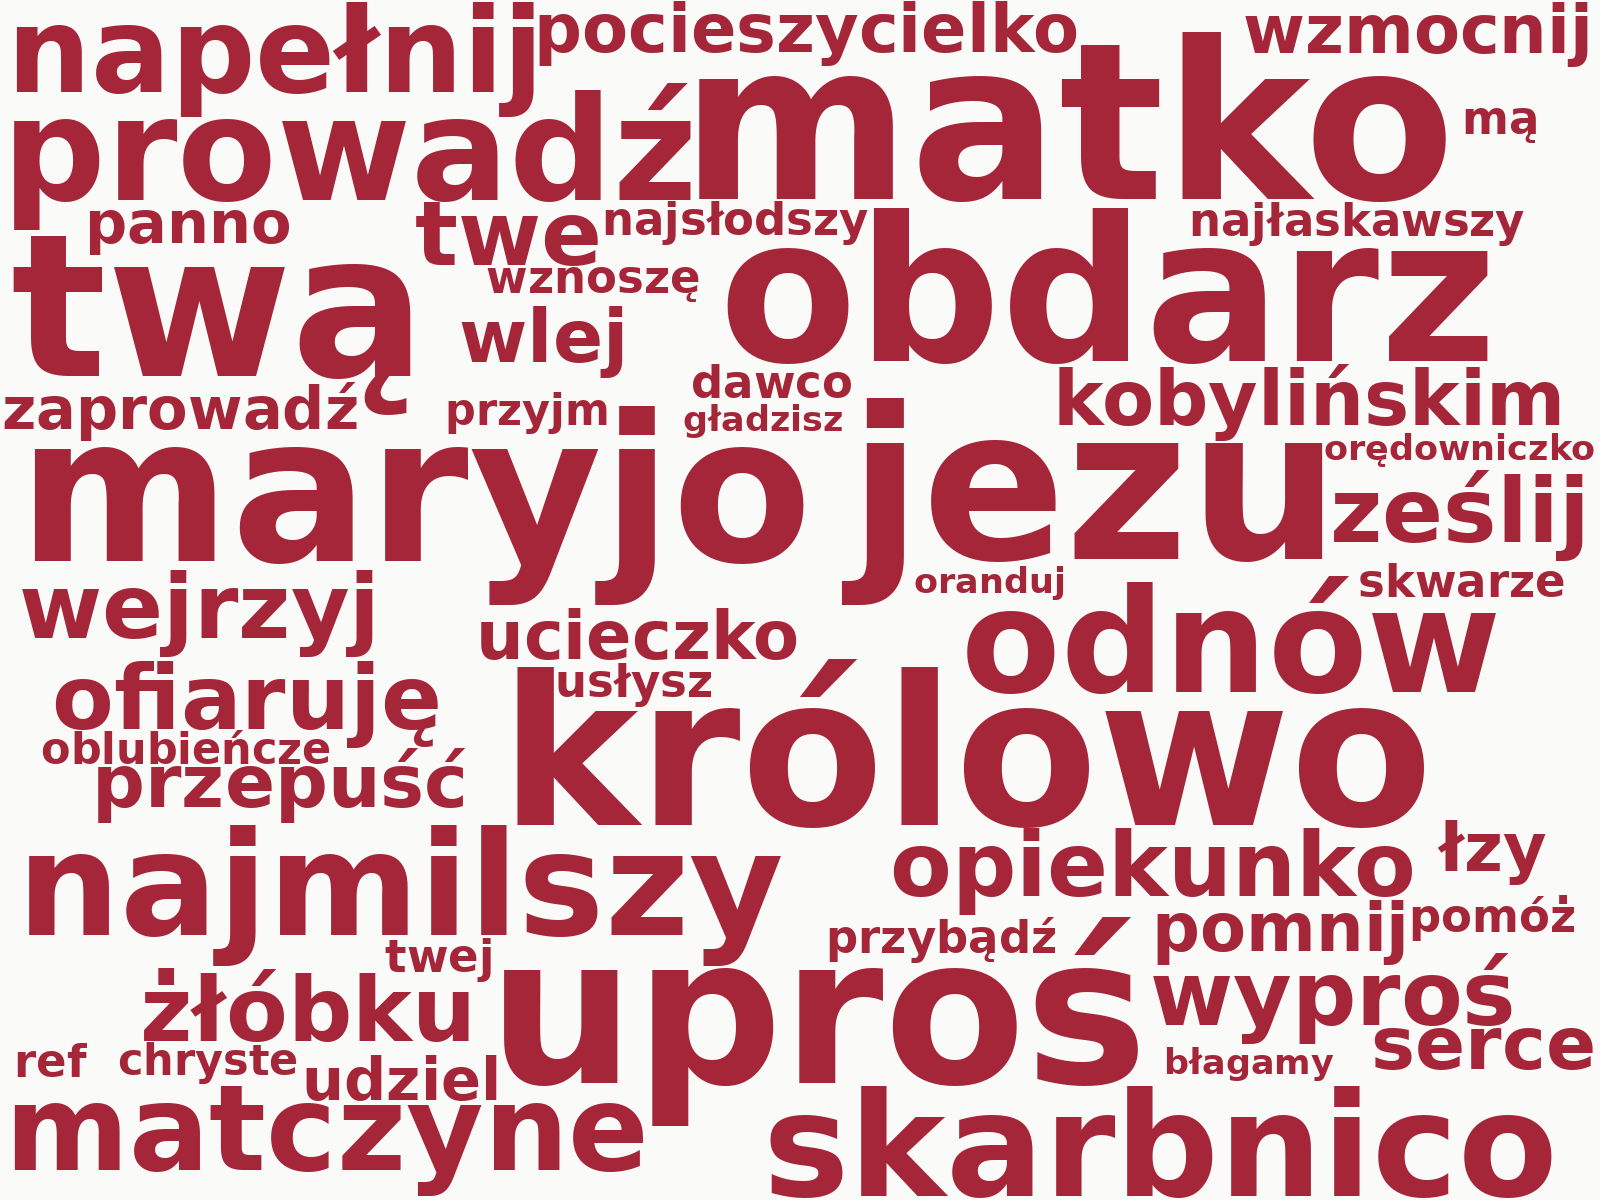 napełnij pocieszycielko wzmocnij
prowadź matko mą
panno twe najsłodszy najłaskawszy
twą wznoszę obdarz
wlej
zaprowadź przyjm dawco kobylińskim
gładzisz
maryjo jezu orędowniczko
ześlij
wejrzyj oranduj skwarze
ucieczko odnów
ofiaruję usłysz
oblubieńcze królowo
przepuść
najmilszy opiekunko łzy
przybądź pomnij pomóż
twej
żłóbku uproś wyproś
ref chryste błagamy serce
udziel
matczyne skarbnico